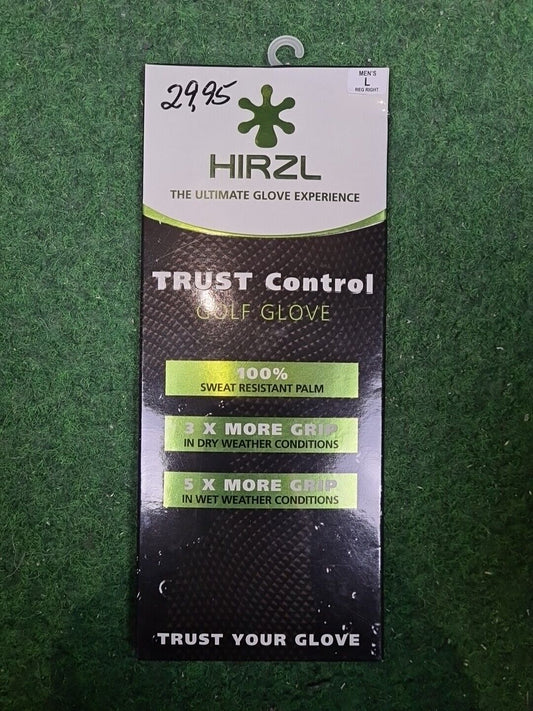 29,95
MEN'S
L
REG RIGHT
HIRZL
THE ULTIMATE GLOVE EXPERIENCE
TRUST Control
GOLF GLOVE
100%
SWEAT RESISTANT PALM
3 X MORE GRIP
IN DRY WEATHER CONDITIONS
5 X MORE GRIP
IN WET WEATHER CONDITIONS
TRUST YOUR GLOVE